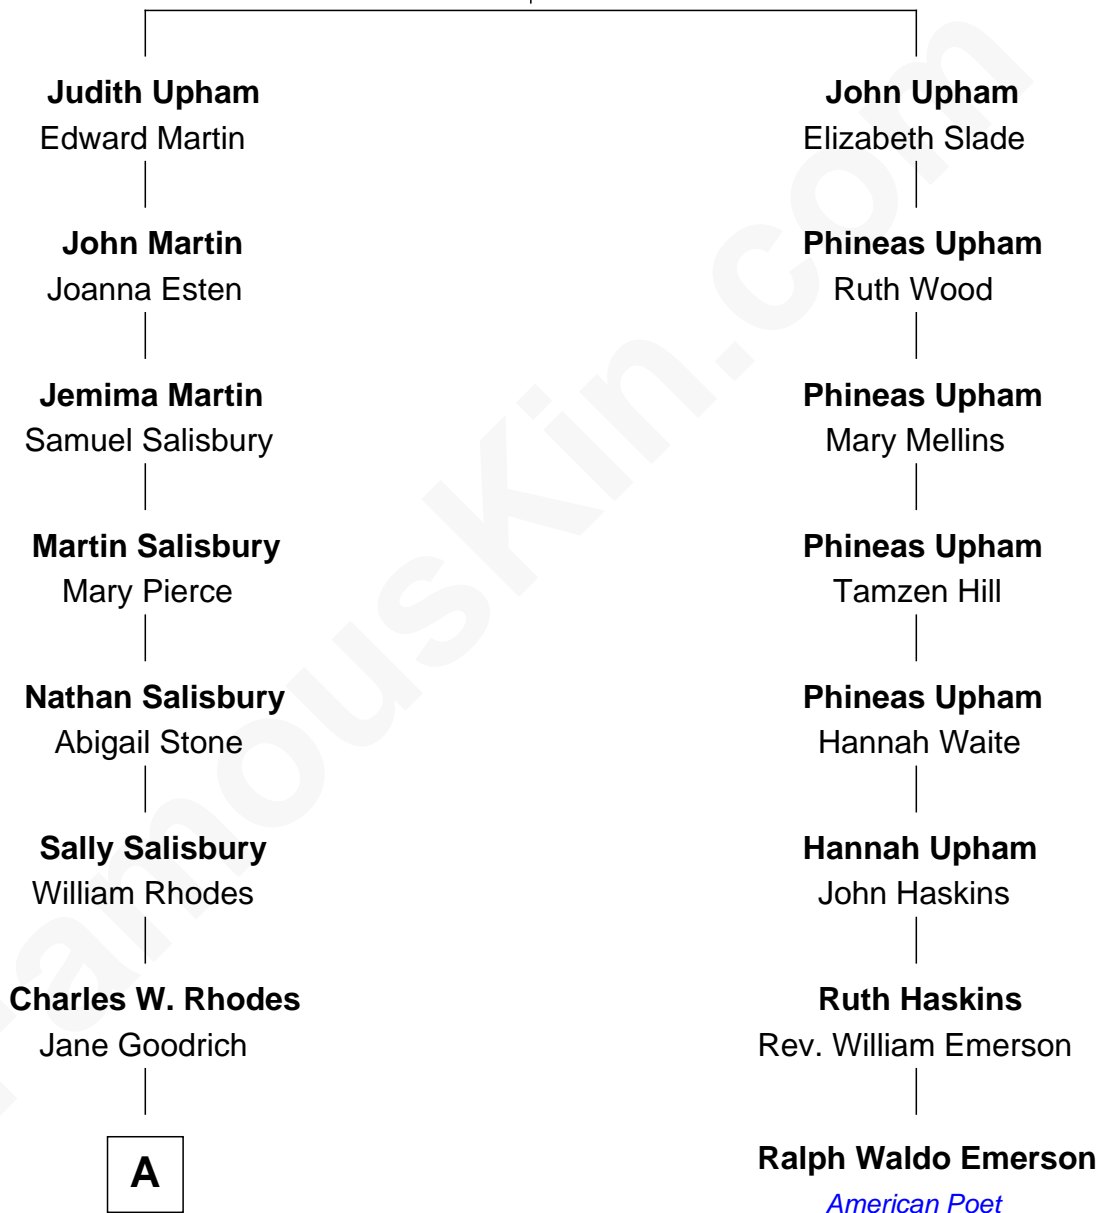 Judith Upham
Edward Martin
John Martin
Joanna Esten
Jemima Martin
Samuel Salisbury
Martin Salisbury
Mary Pierce
Nathan Salisbury
Abigail Stone
Sally Salisbury
William Rhodes
Charles W. Rhodes
Jane Goodrich
A
John Upham
Elizabeth Slade
Phineas Upham
Ruth Wood
Phineas Upham
Mary Mellins
Phineas Upham
Tamzen Hill
Phineas Upham
Hannah Waite
Hannah Upham
John Haskins
Ruth Haskins
Rev. William Emerson
Ralph Waldo Emerson
American Poet
FamousKin.com